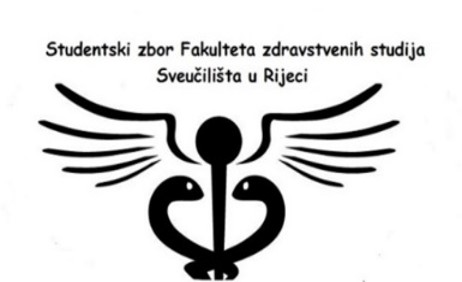 Studentski zbor Fakulteta zdravstvenih studija
Sveučilišta u Rijeci